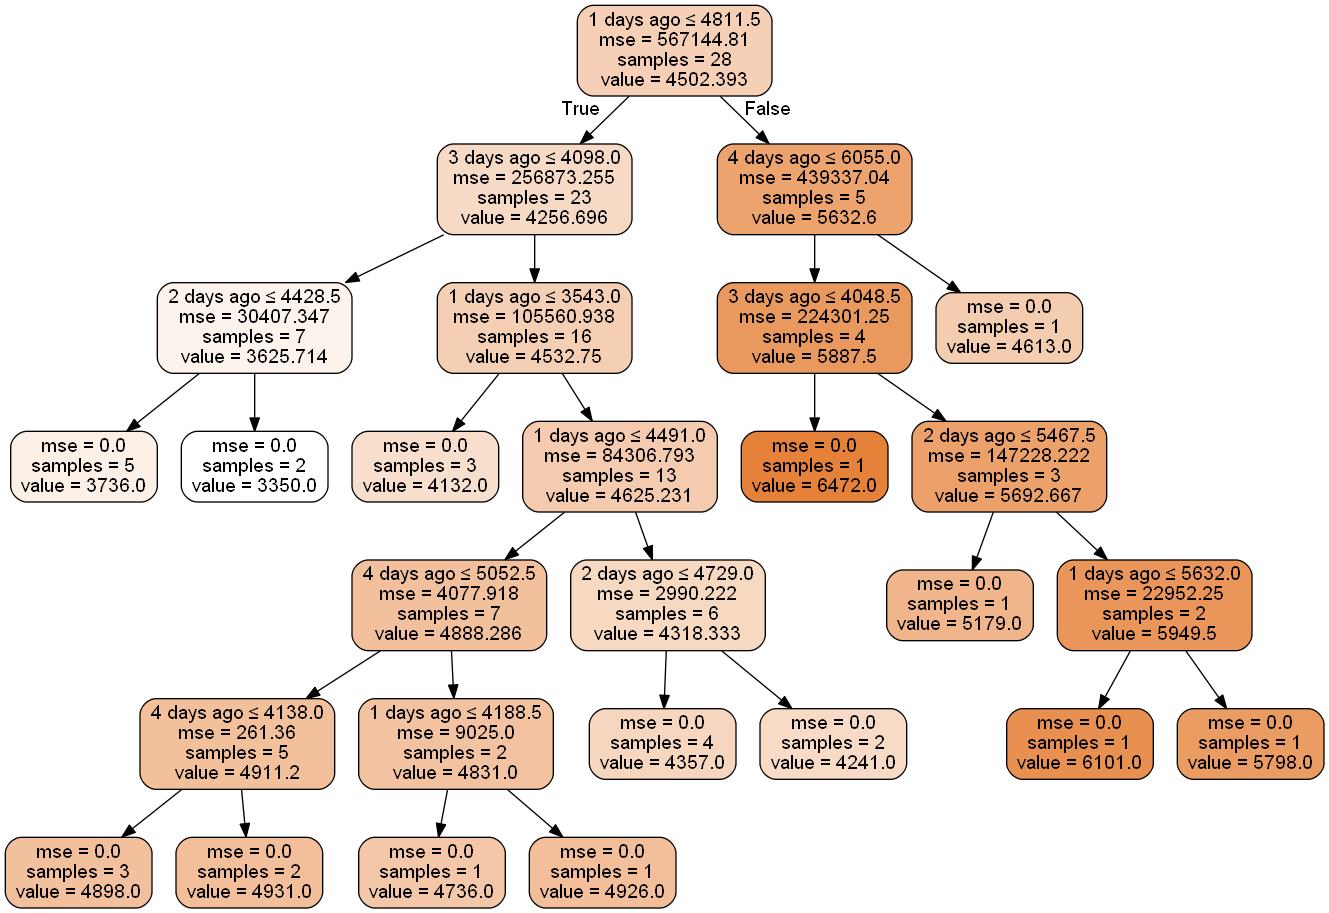 1 days ago ≤ 4811.5
mse = 567144.81
samples = 28
value = 4502.393
True
False
3 days ago ≤ 4098.0
mse = 256873.255
samples = 23
value = 4256.696
4 days ago ≤ 6055.0
mse = 439337.04
samples = 5
value = 5632.6
2 days ago ≤ 4428.5
mse = 30407.347
samples = 7
value = 3625.714
1 days ago ≤ 3543.0
mse = 105560.938
samples = 16
value = 4532.75
3 days ago ≤ 4048.5
mse = 224301.25
samples = 4
value = 5887.5
mse = 0.0
samples = 1
value = 4613.0
mse = 0.0
samples = 5
value = 3736.0
mse = 0.0
samples = 2
value = 3350.0
mse = 0.0
samples = 3
value = 4132.0
1 days ago ≤ 4491.0
mse = 84306.793
samples = 13
value = 4625.231
mse = 0.0
samples = 1
value = 6472.0
2 days ago ≤ 5467.5
mse = 147228.222
samples = 3
value = 5692.667
4 days ago ≤ 5052.5
mse = 4077.918
samples = 7
value = 4888.286
2 days ago ≤ 4729.0
mse = 2990.222
samples = 6
value = 4318.333
mse = 0.0
samples = 1
value = 5179.0
1 days ago ≤ 5632.0
mse = 22952.25
samples = 2
value = 5949.5
4 days ago ≤ 4138.0
mse = 261.36
samples = 5
value = 4911.2
1 days ago ≤ 4188.5
mse = 9025.0
samples = 2
value = 4831.0
mse = 0.0
samples = 4
value = 4357.0
mse = 0.0
samples = 2
value = 4241.0
mse = 0.0
samples = 1
value = 6101.0
mse = 0.0
samples = 1
value = 5798.0
mse = 0.0
samples = 3
value = 4898.0
mse = 0.0
samples = 2
value = 4931.0
mse = 0.0
samples = 1
value = 4736.0
mse = 0.0
samples = 1
value = 4926.0